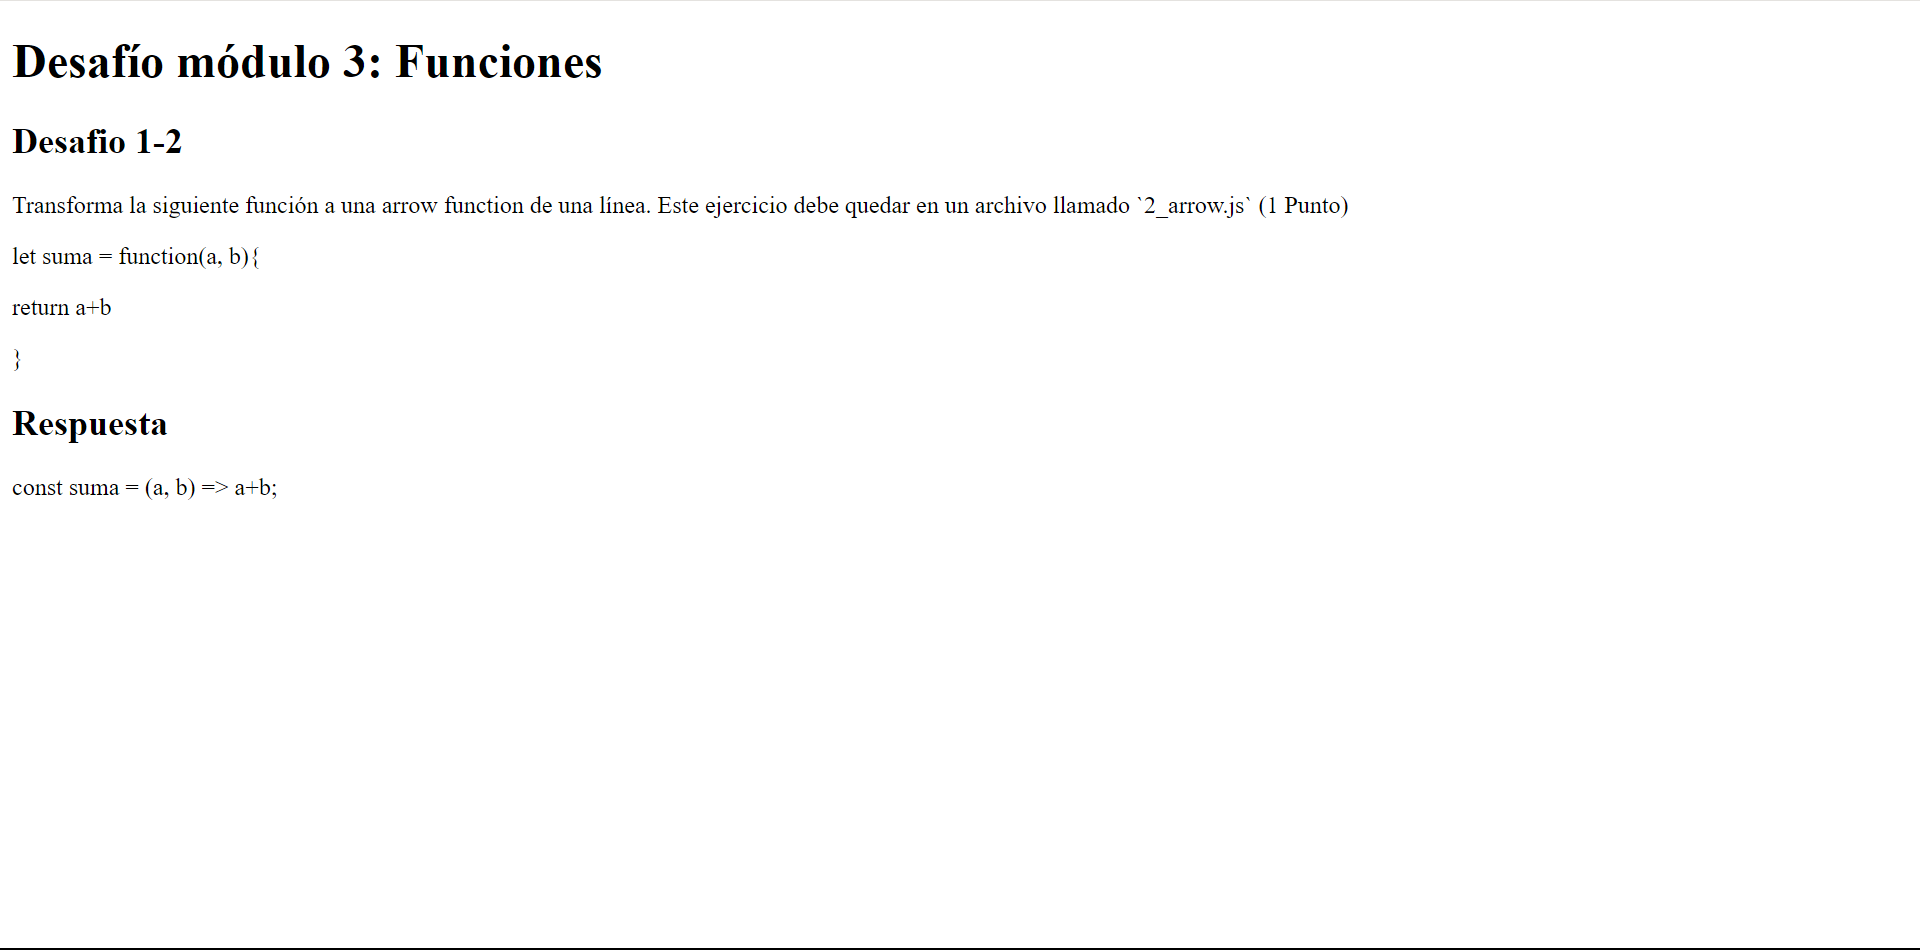 Desafío módulo 3: Funciones
Desafio 1-2
Transforma la siguiente función a una arrow function de una línea. Este ejercicio debe quedar en un archivo llamado `2_arrow.js` (1 Punto)
let suma = function(a, b){
return a+b
}
Respuesta
const suma = (a, b) => a+b;